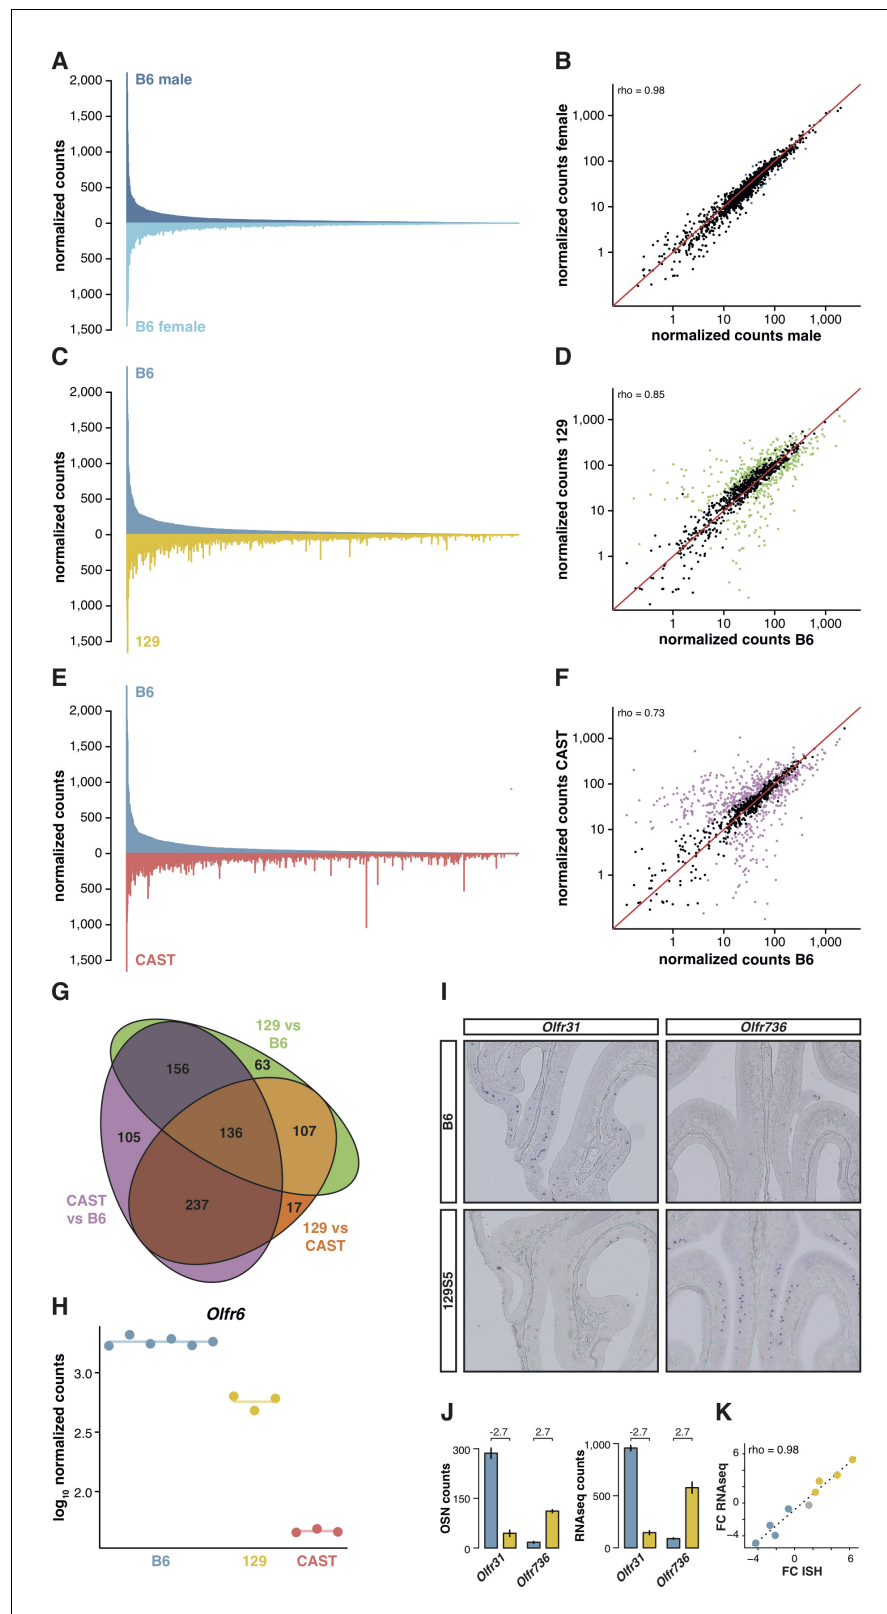 A
B6 male
2,000
1,500
1,000
500
0
500
1,000
1,500
normalized counts
B6 female
B
rho = 0.98
1,000
100
10
1
normalized counts female
1 10 100 1,000
normalized counts male
C
B6
2,000
1,500
1,000
500
0
500
1,000
1,500
normalized counts
129
D
rho = 0.85
1,000
100
10
1
normalized counts 129
1 10 100 1,000
normalized counts B6
E
B6
2,000
1,500
1,000
500
0
500
1,000
1,500
normalized counts
CAST
F
rho = 0.73
1,000
100
10
1
normalized counts CAST
1 10 100 1,000
normalized counts B6
G
129 vs
B6
63
156
105
136
107
237
17
CAST
vs B6
129 vs
CAST
H
Olfr6
3.0
2.5
2.0
log10 normalized counts
B6 129 CAST
I
Olfr31 Olfr736
B6
129S5
J
-2.7 2.7
300
150
0
OSN counts
Olfr31 Olfr736
-2.7 2.7
1,000
500
0
RNAseq counts
Olfr31 Olfr736
K
rho = 0.98
6
0
−4
FC RNAseq
−4 0 6
FC ISH